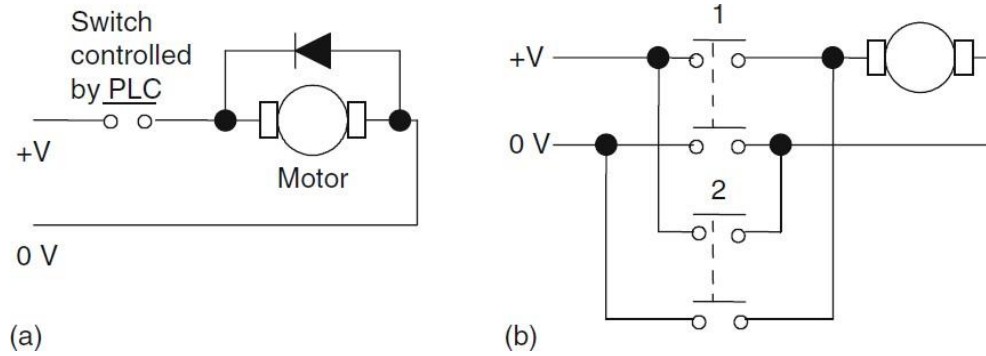 Switch
controlled
by PLC
+V
Motor
0 V
(a)
1
+V
0 V
2
(b)